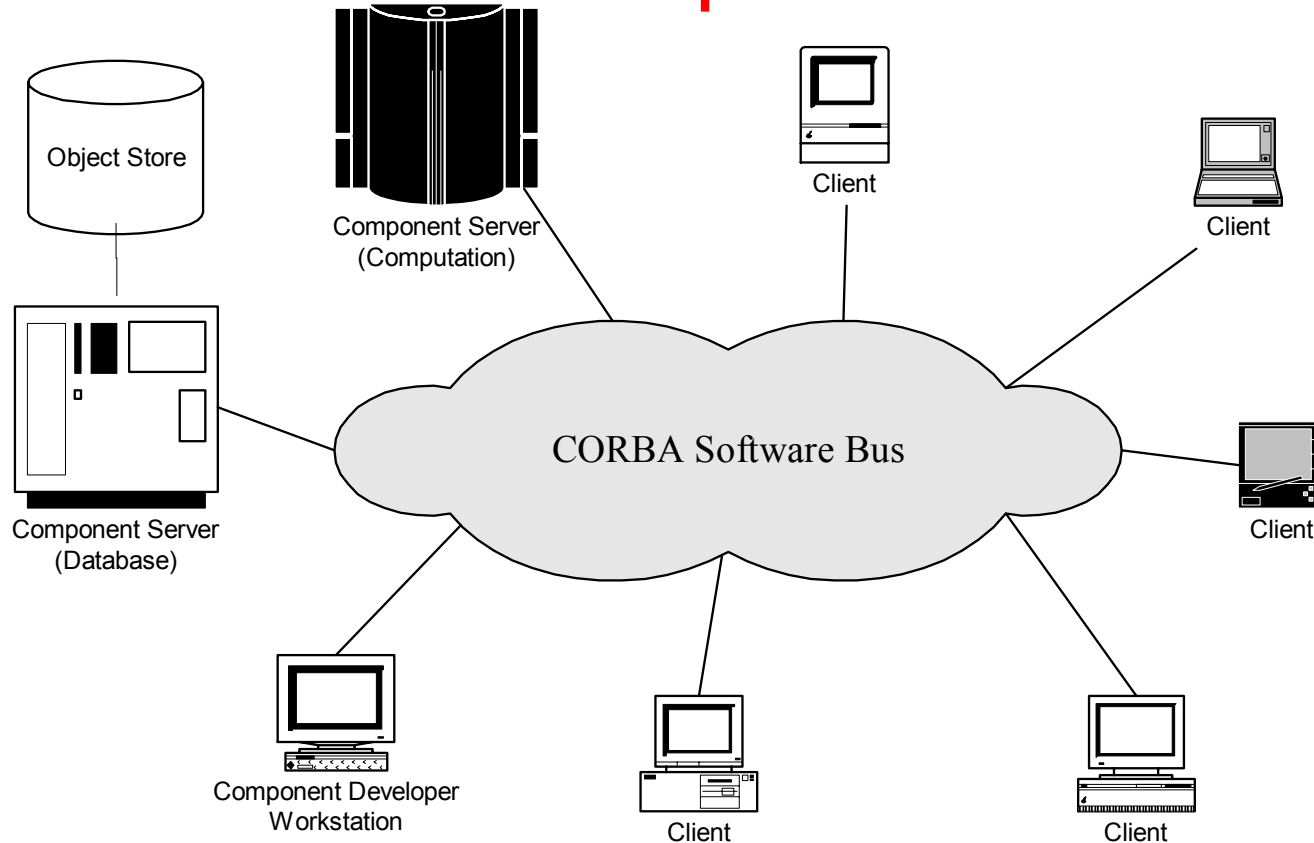 Object Store
Component Server
(Computation)
Client
Client
CORBA Software Bus
Component Server
(Database)
Client
Component Developer
Workstation
Client
Client